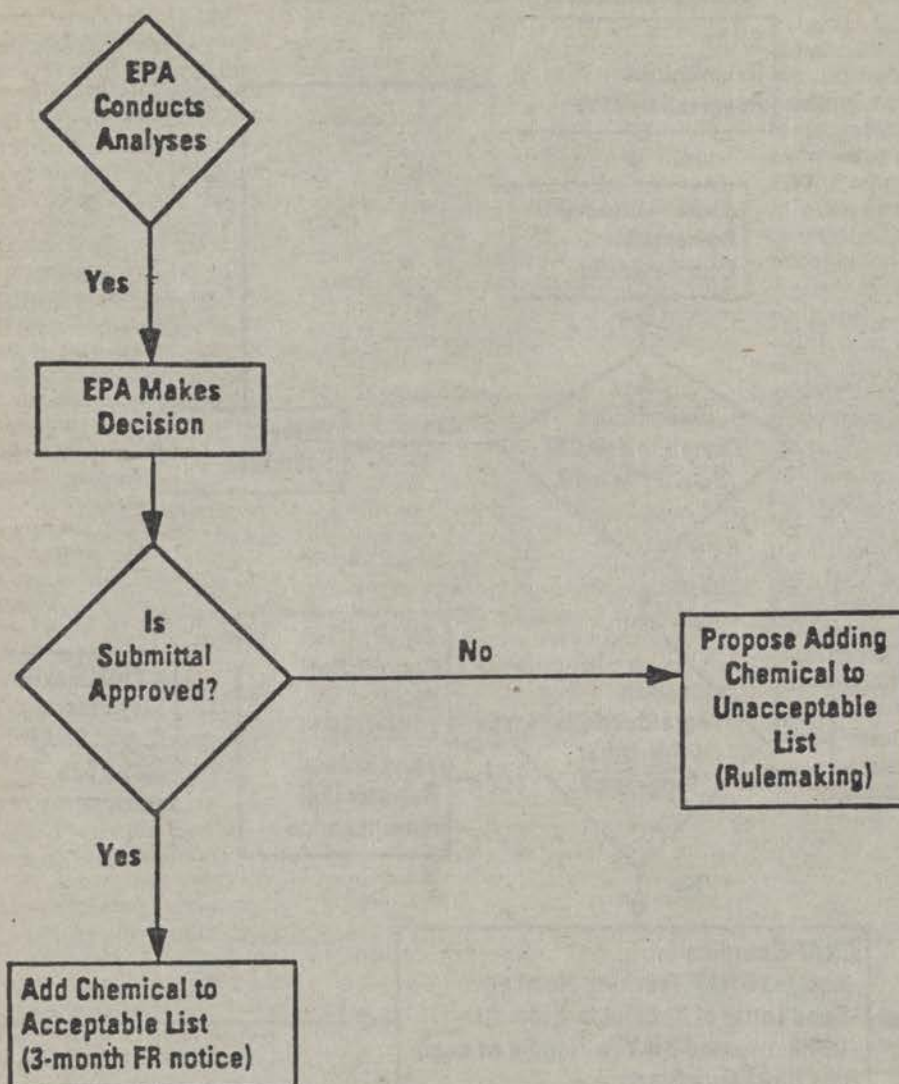 EPA
Conducts
Analyses
Yes
EPA Makes
Decision
Is
Submittal
Approved?
No
Propose Adding
Chemical to
Unacceptable
List
(Rulemaking)
Yes
Add Chemical to
Acceptable List
(3-month FR notice)